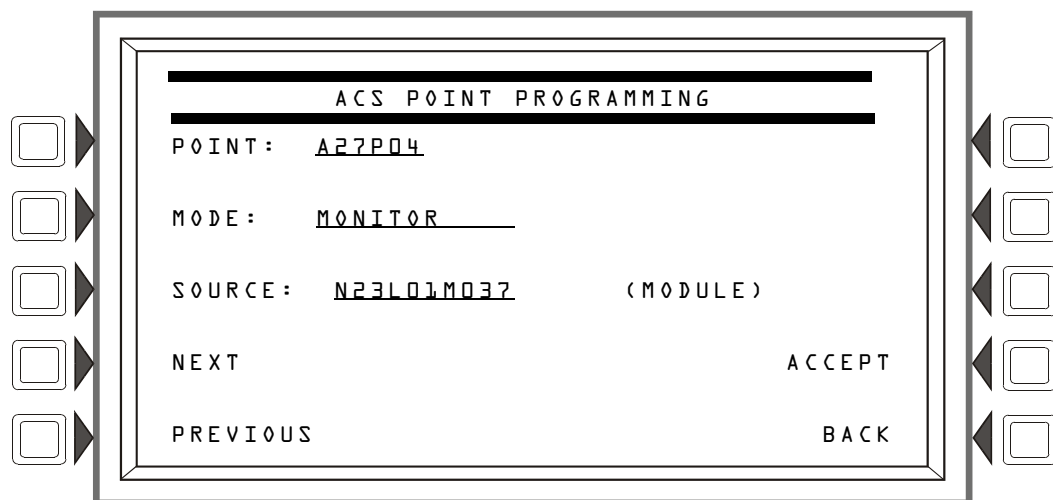 ACS POINT PROGRAMMING
POINT: A27P04
MODE: MONITOR
SOURCE: N23L01M037 (MODULE)
NEXT ACCEPT
PREVIOUS BACK